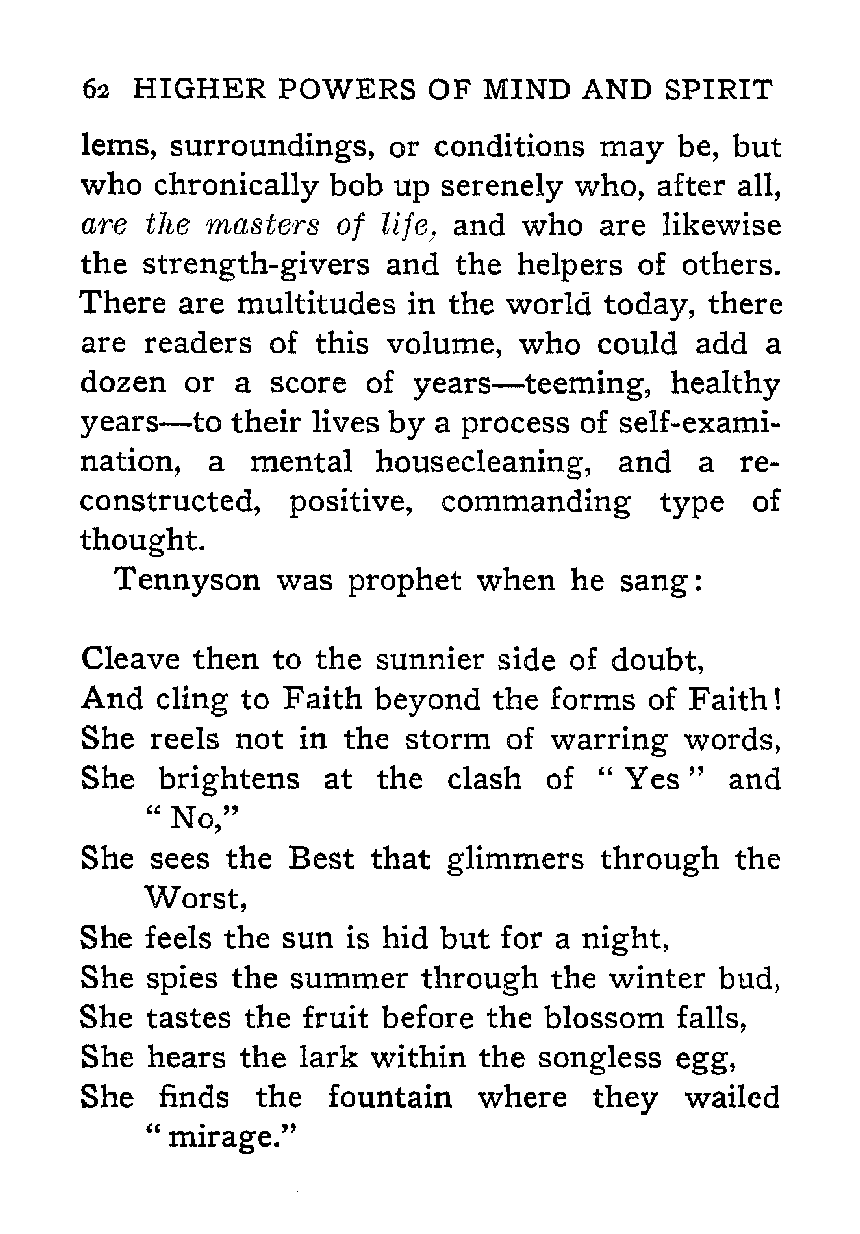 62 HIGHER POWERS OF MIND AND SPIRIT
lems, surroundings, or conditions may be, but
who chronically bob up serenely who, after all,
are the masters of life, and who are likewise
the strength-givers and the helpers of others.
There are multitudes in the world today, there
are readers of this volume, who could add a
dozen or a score of years—teeming, healthy
years—to their lives by a process of self-exami-
nation, a mental housecleaning, and a re-
constructed, positive, commanding type of
thought.
Tennyson was prophet when he sang:
Cleave then to the sunnier side of doubt,
And cling to Faith beyond the forms of Faith!
She reels not in the storm of warring words,
She brightens at the clash of “ Yes ” and
“ No,”
She sees the Best that glimmers through the
Worst,
She feels the sun is hid but for a night,
She spies the summer through the winter bud,
She tastes the fruit before the blossom falls,
She hears the lark within the songless egg,
She finds the fountain where they wailed
“ mirage.”